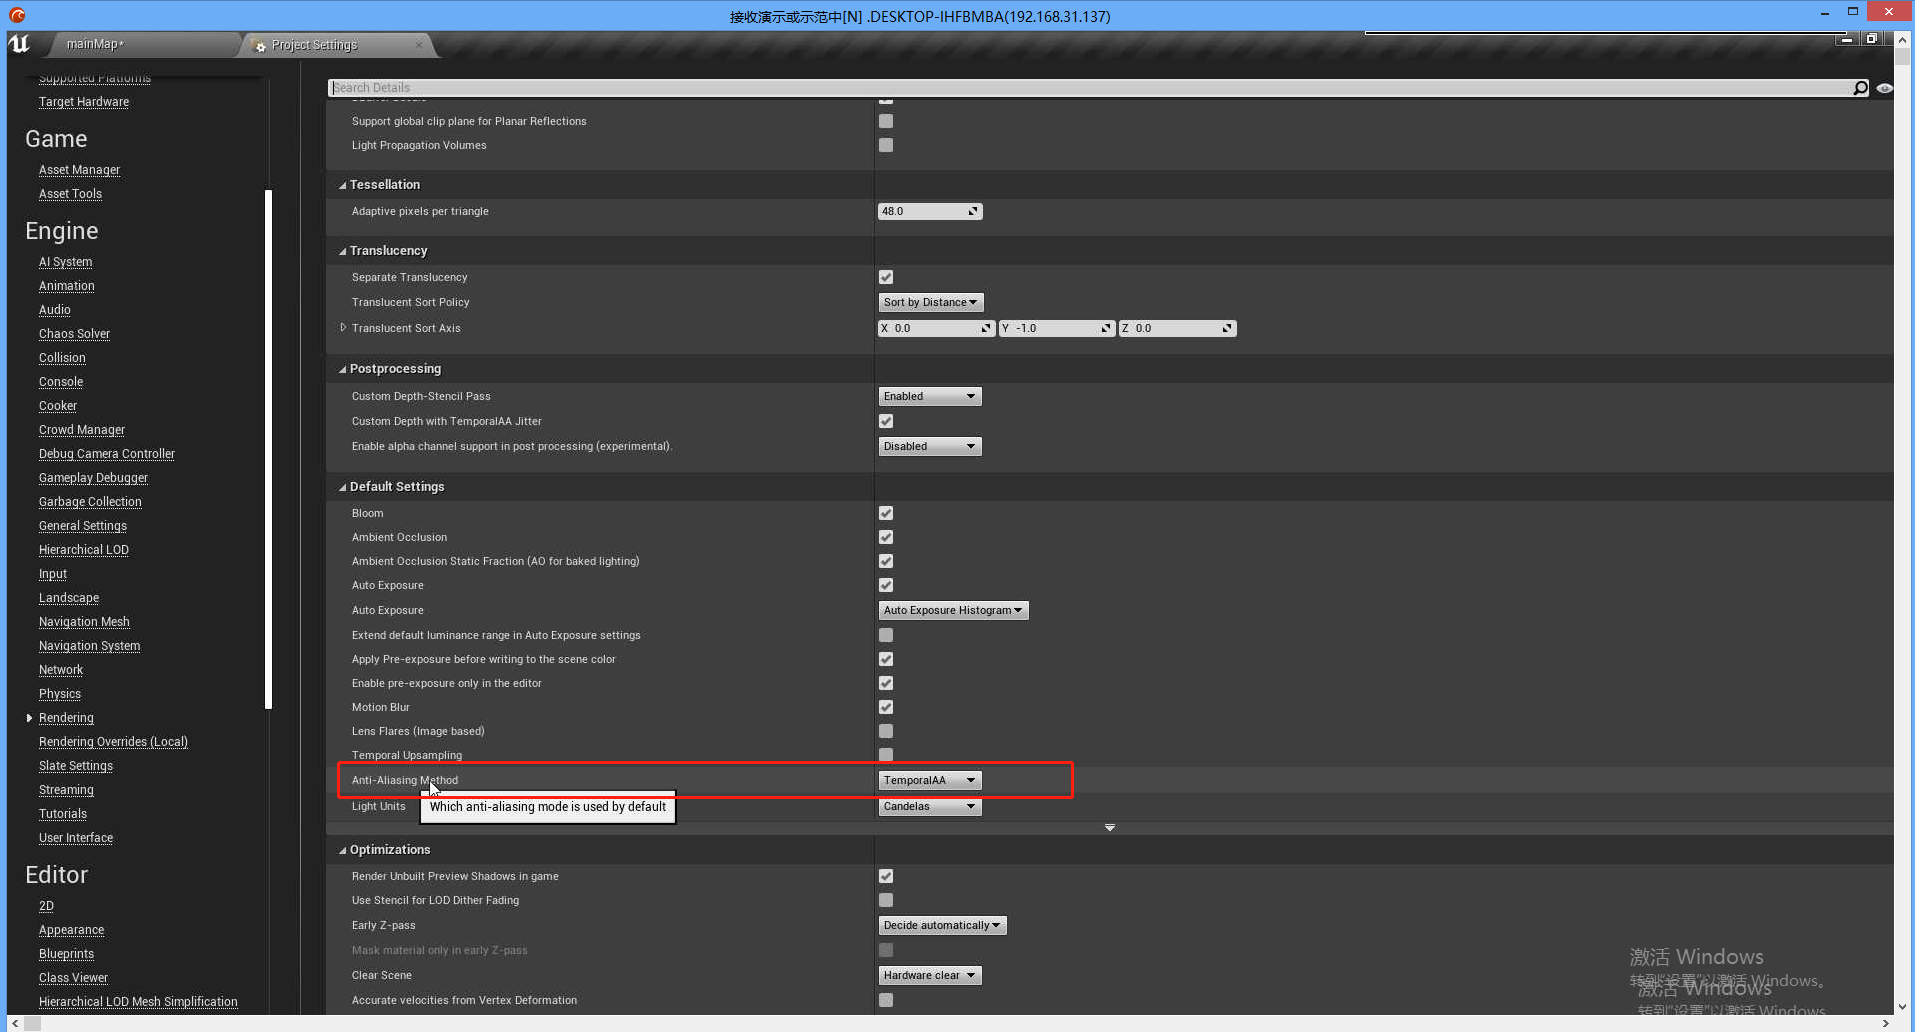 接收演示或示范中[N] .DESKTOP-IHFBMBA(192.168.31.137)
mainMap*
Project Settings
Supported Platforms
Target Hardware
Game
Asset Manager
Asset Tools
Engine
AI System
Animation
Audio
Chaos Solver
Collision
Console
Cooker
Crowd Manager
Debug Camera Controller
Gameplay Debugger
Garbage Collection
General Settings
Hierarchical LOD
Input
Landscape
Navigation Mesh
Navigation System
Network
Physics
Rendering
Rendering Overrides (Local)
Slate Settings
Streaming
Tutorials
User Interface
Editor
2D
Appearance
Blueprints
Class Viewer
Hierarchical LOD Mesh Simplification
Search Details
Support global clip plane for Planar Reflections
Light Propagation Volumes
Tessellation
Adaptive pixels per triangle 48.0
Translucency
Separate Translucency
Translucent Sort Policy Sort by Distance
Translucent Sort Axis X 0.0 Y -1.0 Z 0.0
Postprocessing
Custom Depth-Stencil Pass Enabled
Custom Depth with TemporalAA Jitter
Enable alpha channel support in post processing (experimental). Disabled
Default Settings
Bloom
Ambient Occlusion
Ambient Occlusion Static Fraction (AO for baked lighting)
Auto Exposure
Auto Exposure Auto Exposure Histogram
Extend default luminance range in Auto Exposure settings
Apply Pre-exposure before writing to the scene color
Enable pre-exposure only in the editor
Motion Blur
Lens Flares (Image based)
Temporal Upsampling
Anti-Aliasing Method TemporalAA
Light Units Candelas
Which anti-aliasing mode is used by default
Optimizations
Render Unbuilt Preview Shadows in game
Use Stencil for LOD Dither Fading
Early Z-pass Decide automatically
Mask material only in early Z-pass
Clear Scene Hardware clear
Accurate velocities from Vertex Deformation
激活 Windows
转到"设置"以激活 Windows。
激活 Windows
转到"设置"以激活 Windows